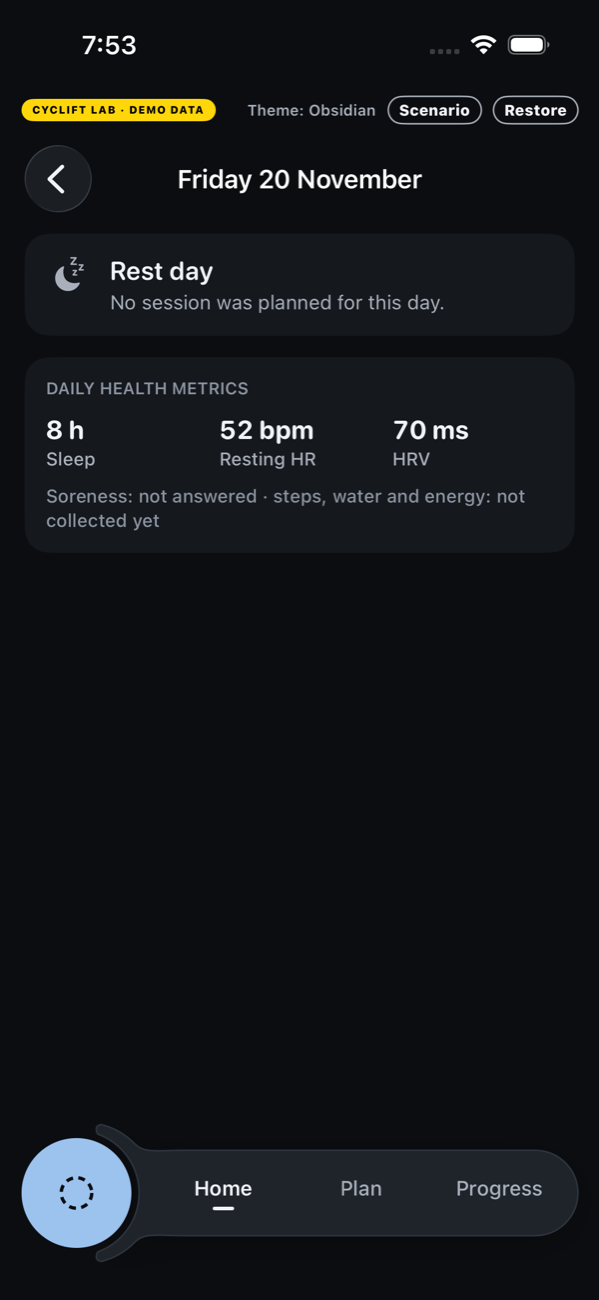 7:53
CYCLIFT LAB · DEMO DATA
Theme: Obsidian
Scenario
Restore
Friday 20 November
Rest day
No session was planned for this day.
DAILY HEALTH METRICS
8 h
Sleep
52 bpm
Resting HR
70 ms
HRV
Soreness: not answered · steps, water and energy: not
collected yet
Home
Plan
Progress